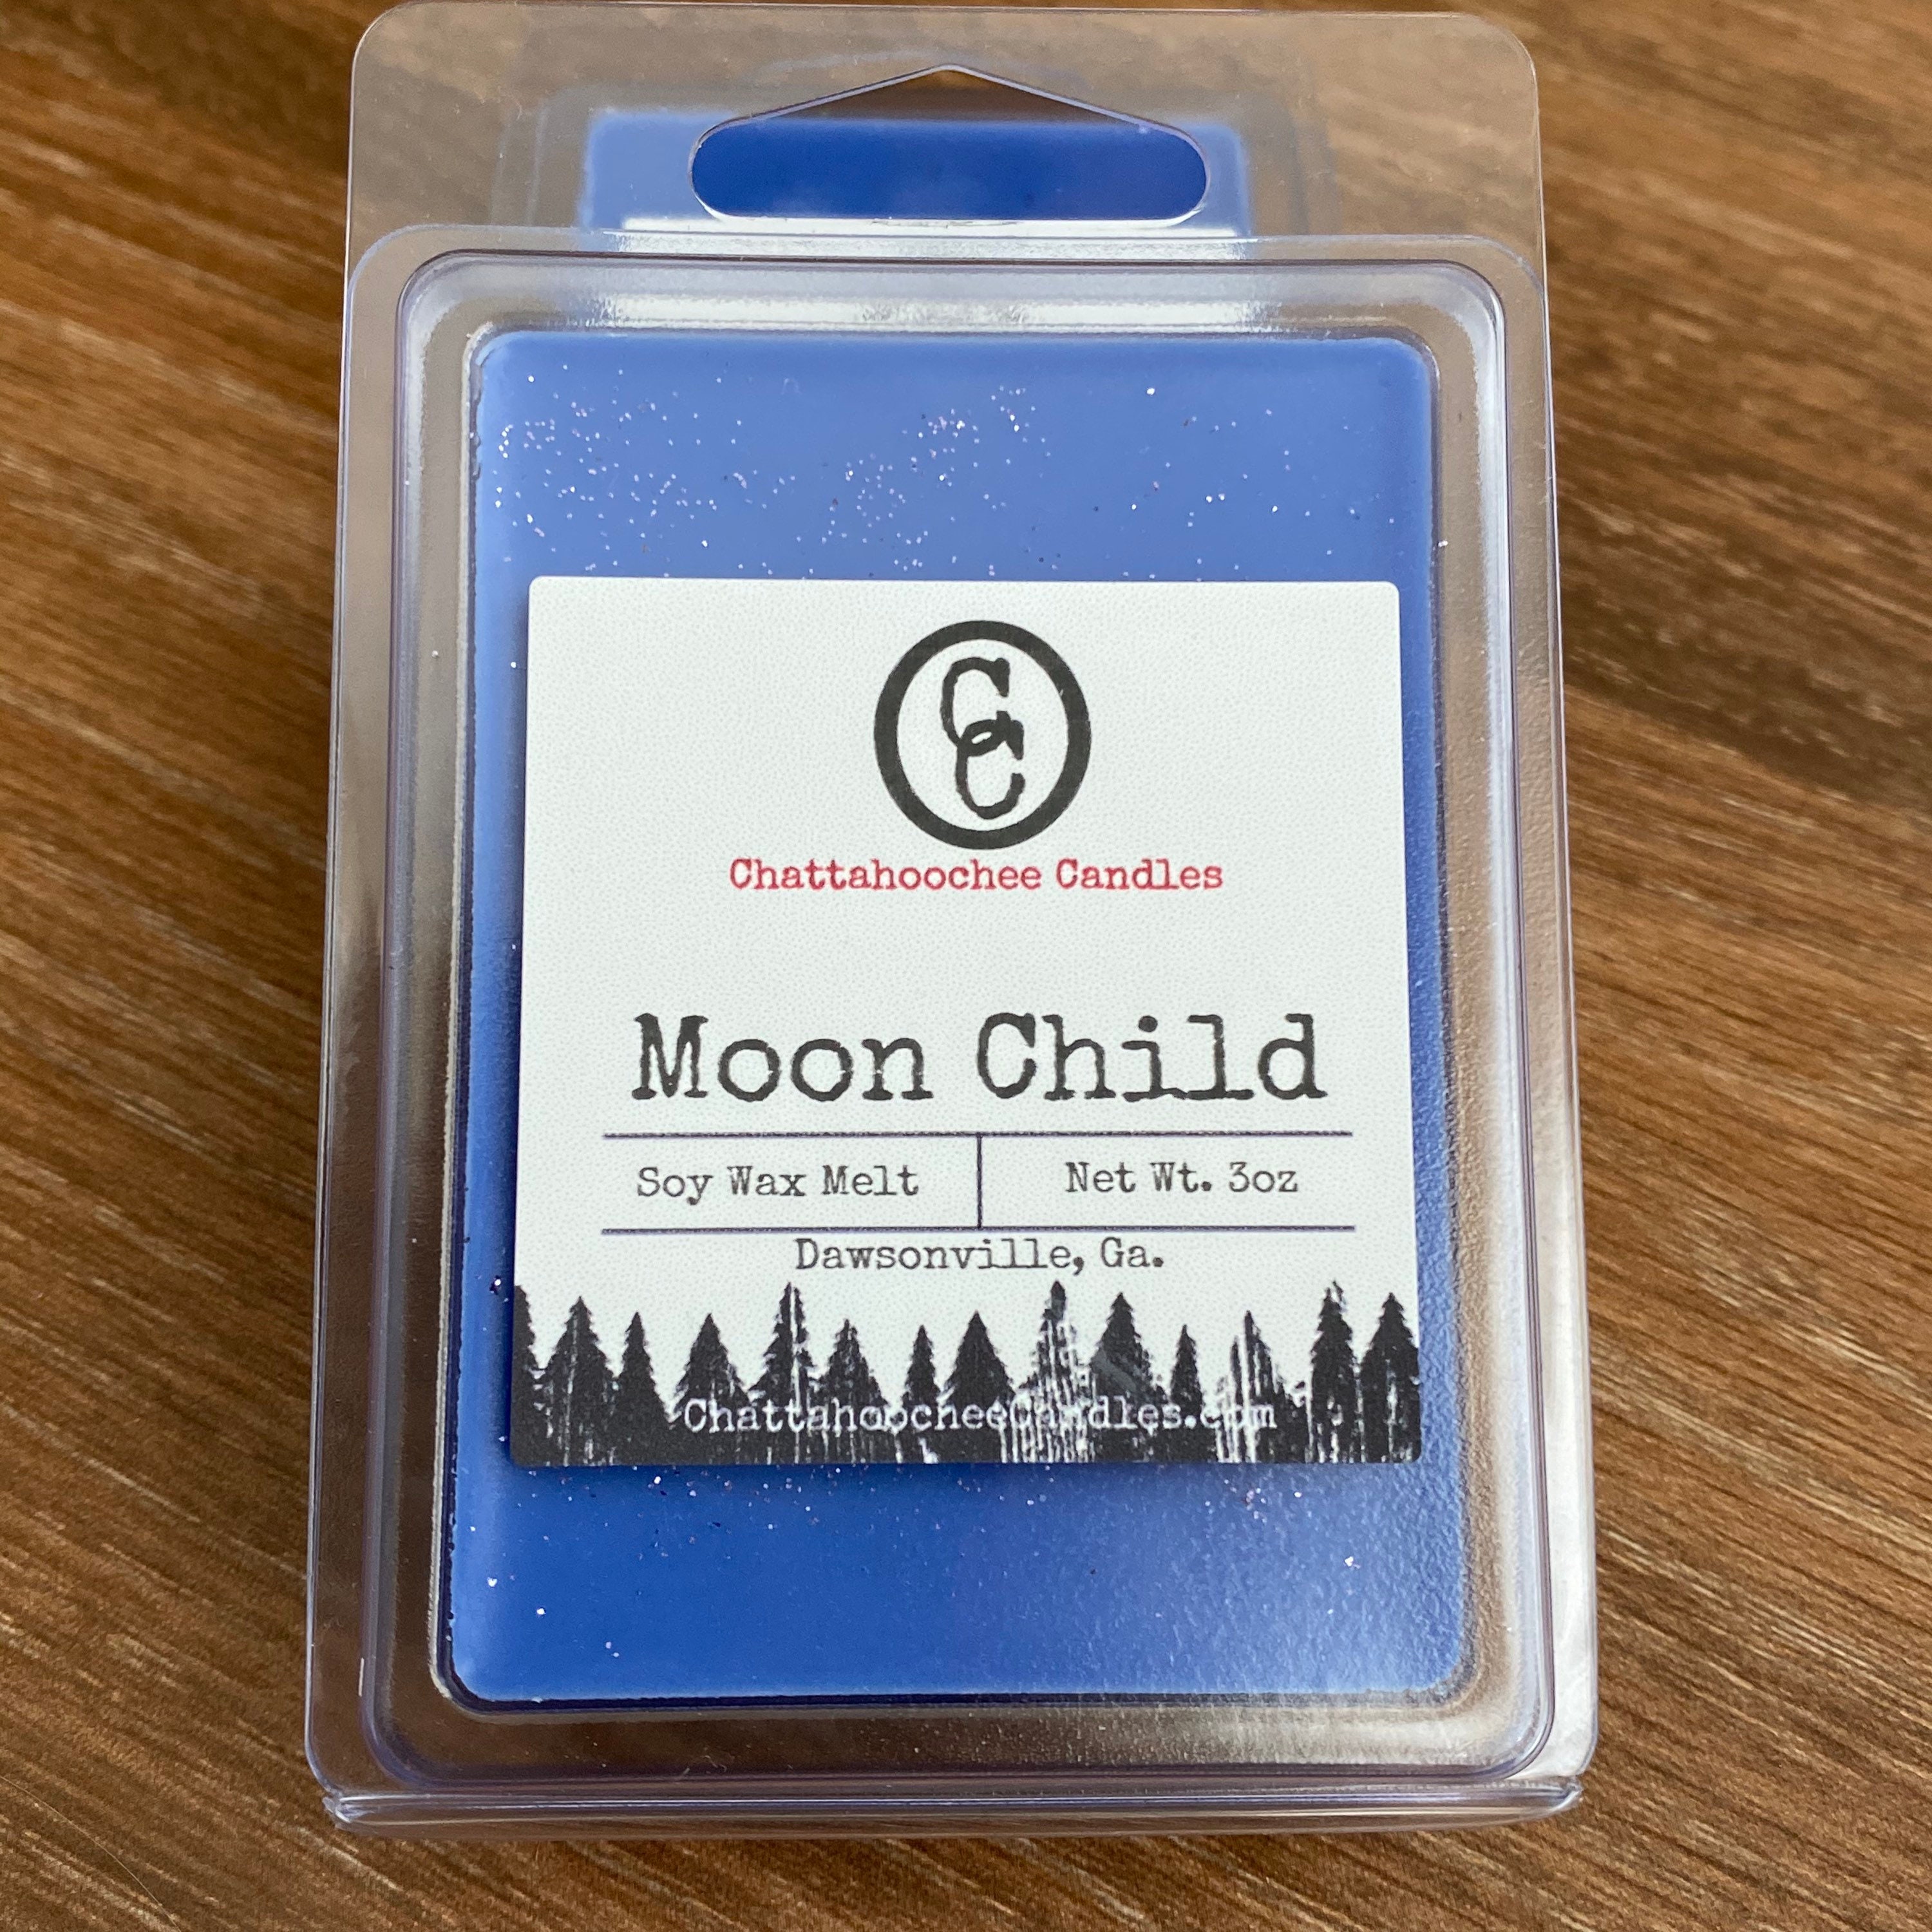 CC
Chattahoochee Candles
Moon Child
Soy Wax Melt
Net Wt. 3oz
Dawsonville, Ga.
ChattahoocheeCandles.com